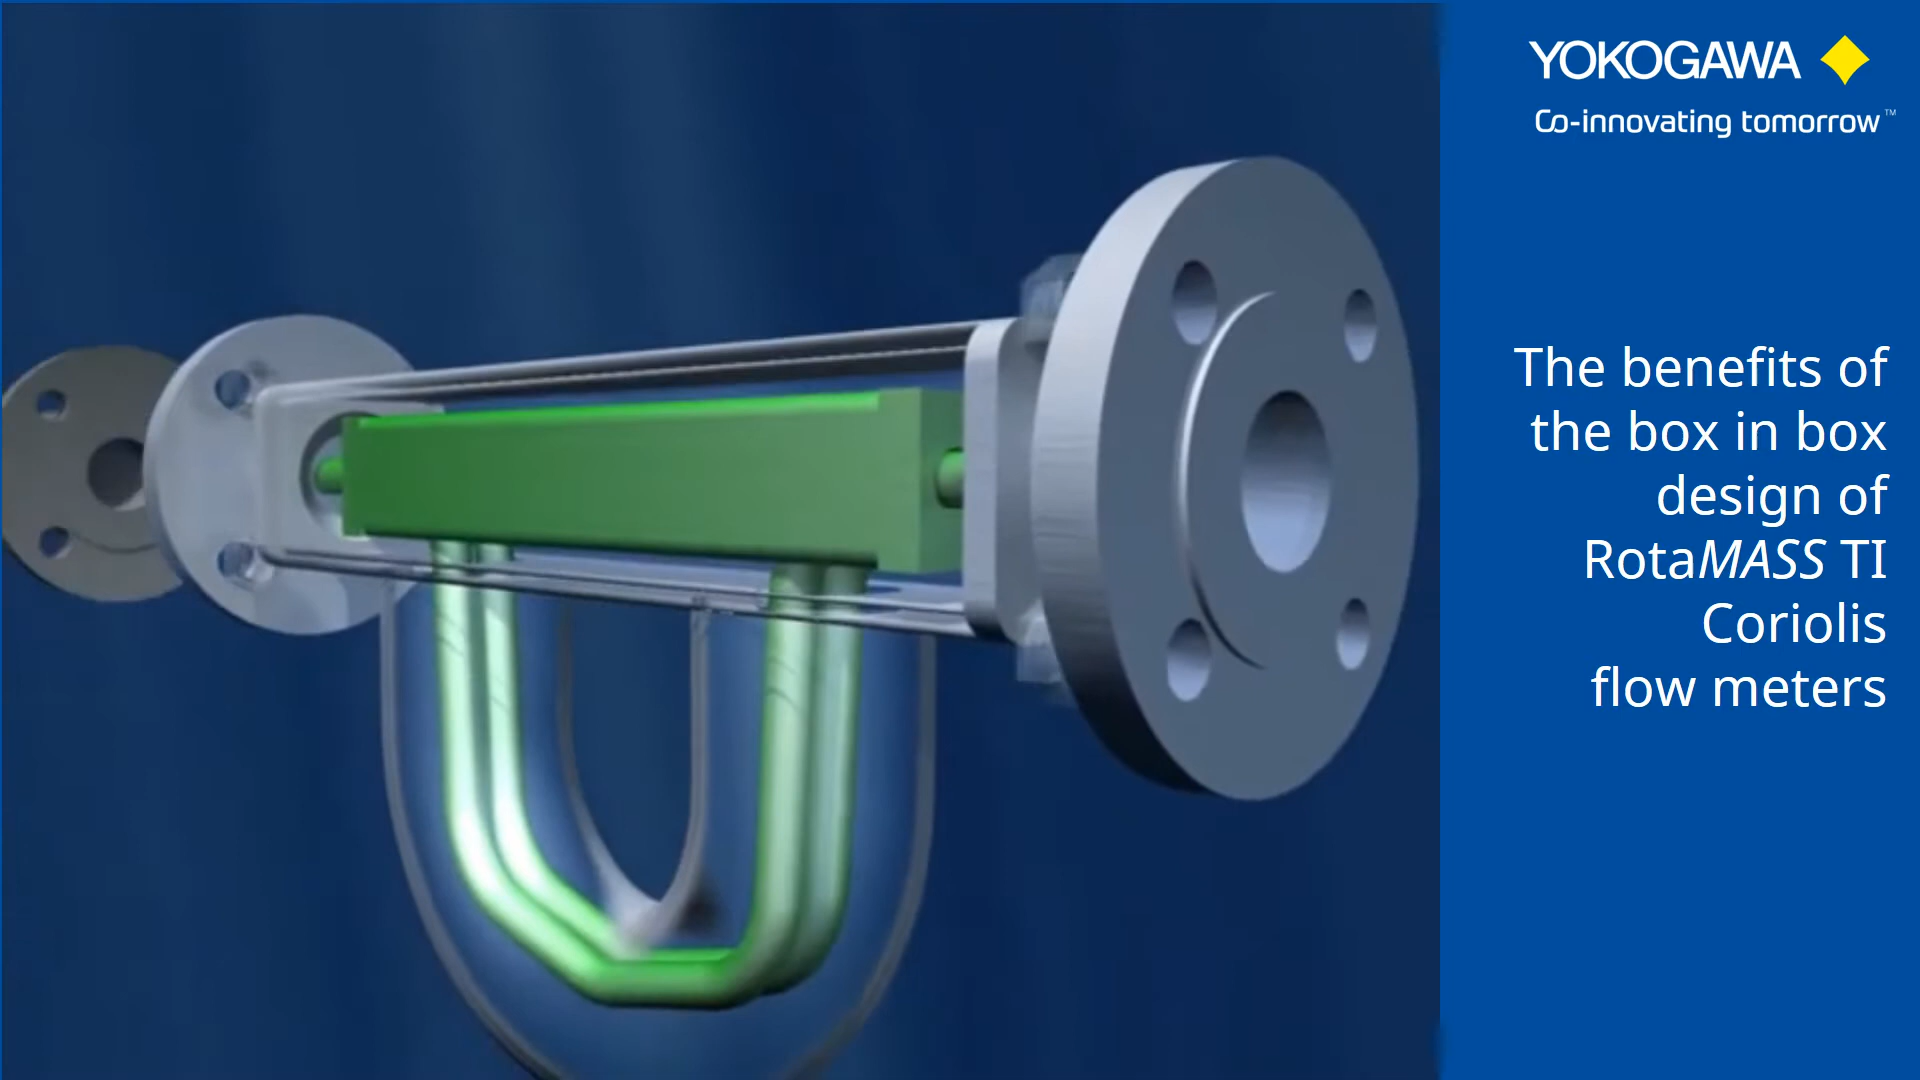 YOKOGAWA
Co-innovating tomorrow™
The benefits of
the box in box
design of
RotaMASS TI
Coriolis
flow meters